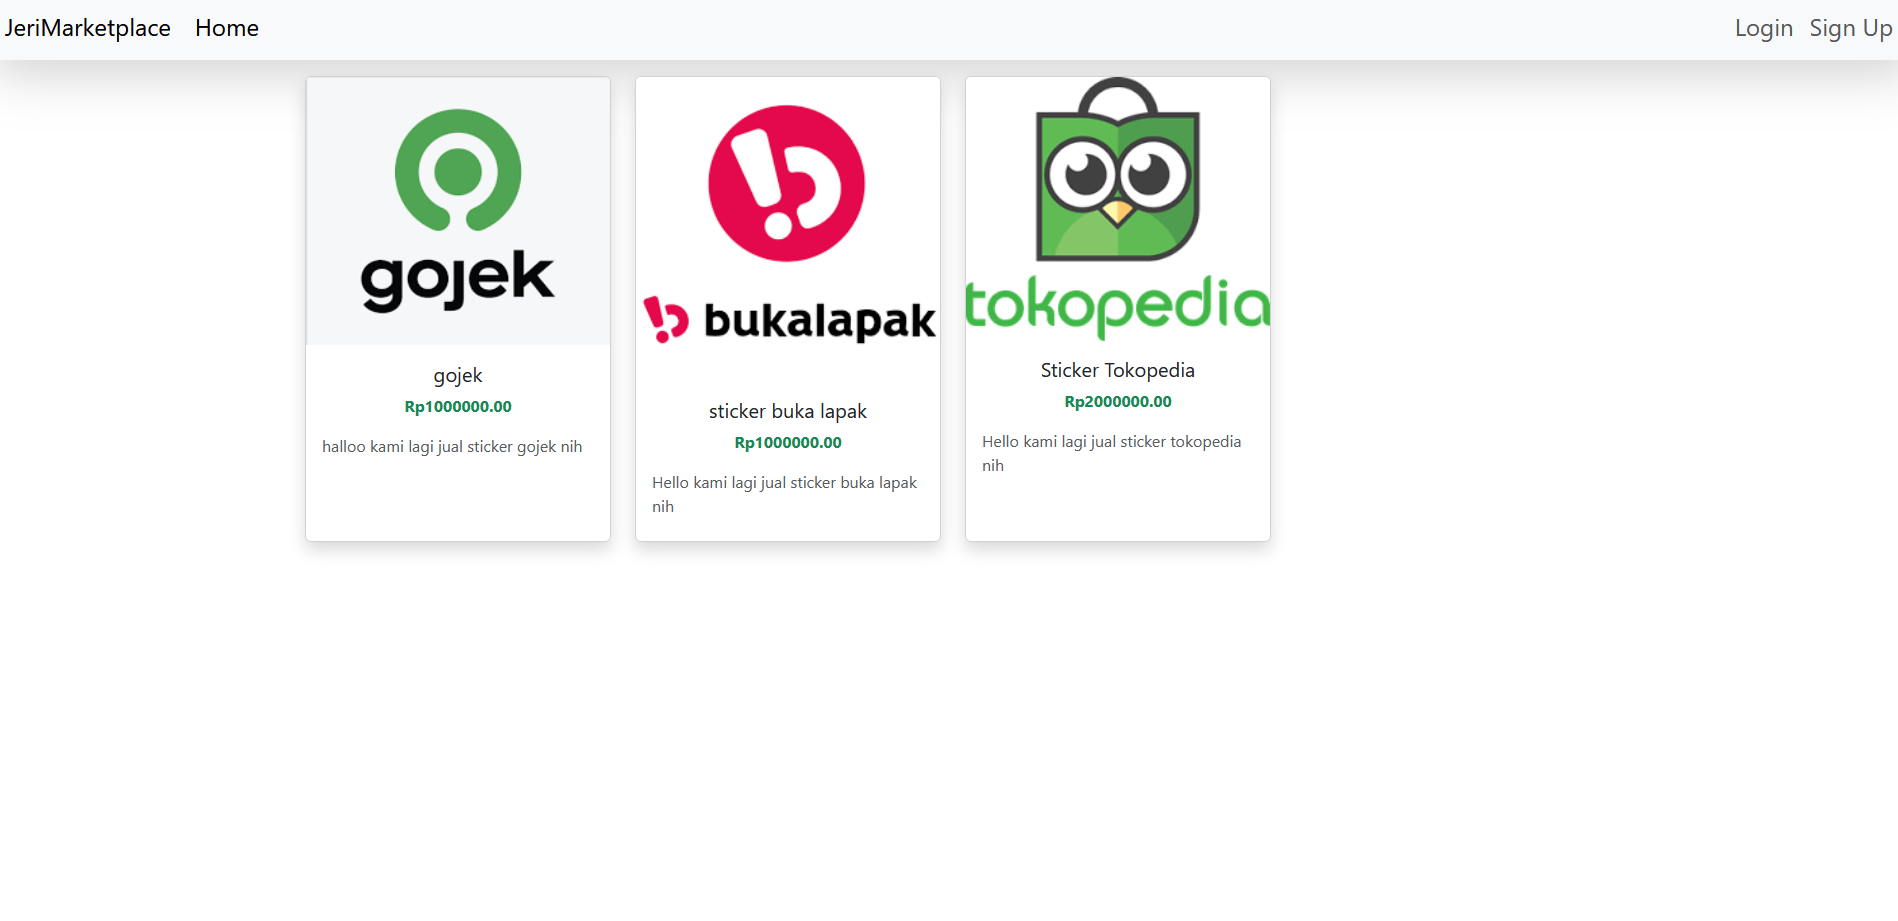 JeriMarketplace Home Login Sign Up
gojek
gojek
Rp1000000.00
halloo kami lagi jual sticker gojek nih
bukalapak
sticker buka lapak
Rp1000000.00
Hello kami lagi jual sticker buka lapak
nih
tokopedia
Sticker Tokopedia
Rp2000000.00
Hello kami lagi jual sticker tokopedia
nih